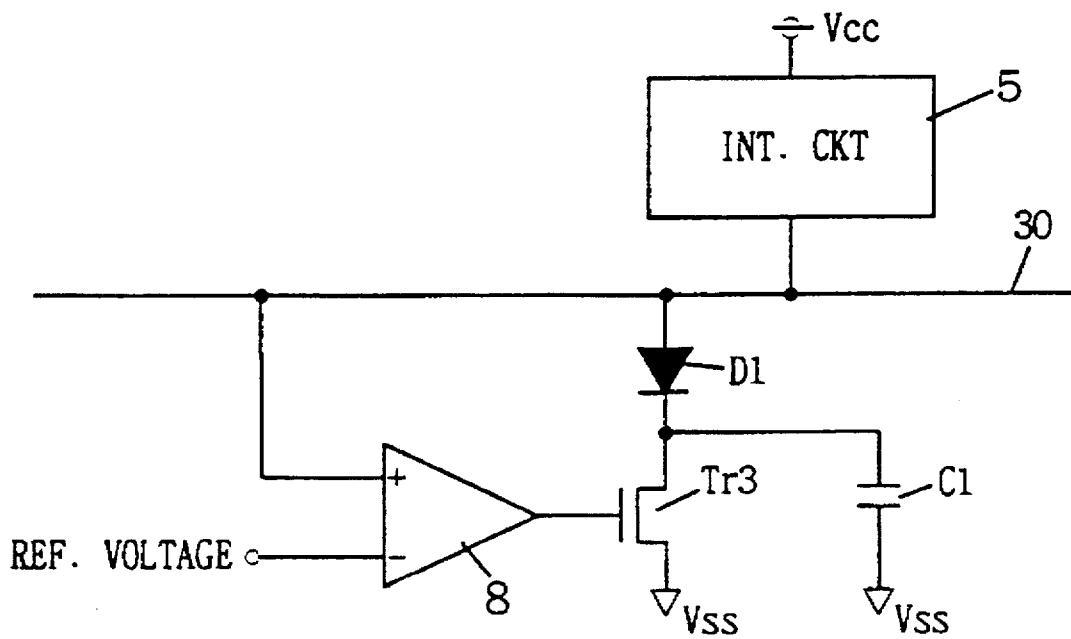 Vcc
5
INT. CKT
30
D1
+
Tr3
C1
REF. VOLTAGE
−
8
Vss
Vss